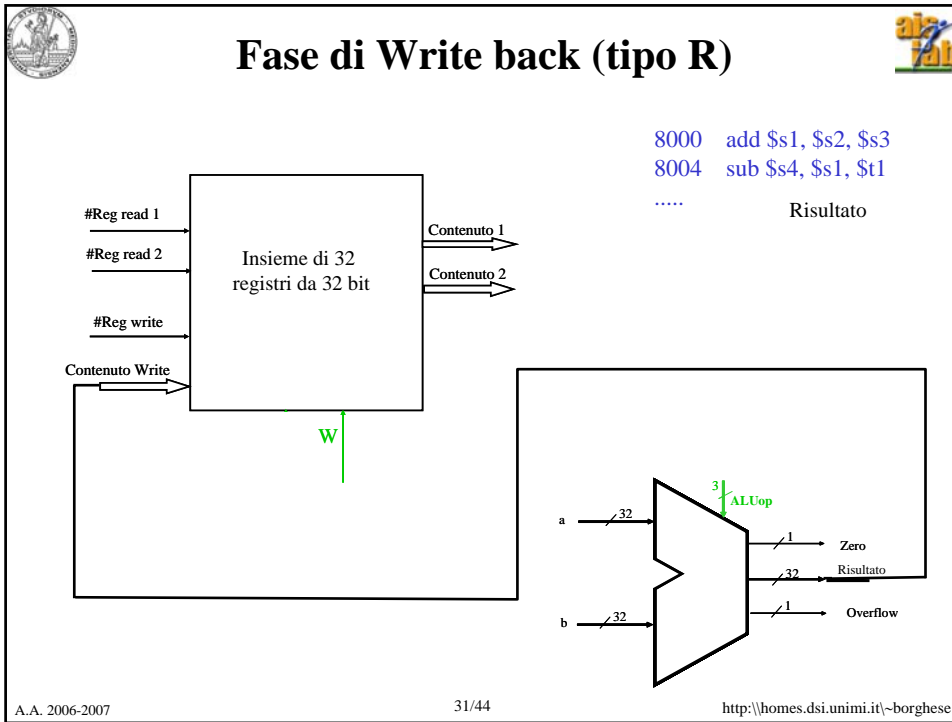 Fase di Write back (tipo R)
ais
lab
8000 add $s1, $s2, $s3
8004 sub $s4, $s1, $t1
.....
Risultato
#Reg read 1
#Reg read 2
#Reg write
Contenuto Write
Insieme di 32
registri da 32 bit
Contenuto 1
Contenuto 2
W
3
ALUop
a
32
b
32
1
Zero
32
Risultato
1
Overflow
A.A. 2006-2007
31/44
http:\\homes.dsi.unimi.it\~borghese